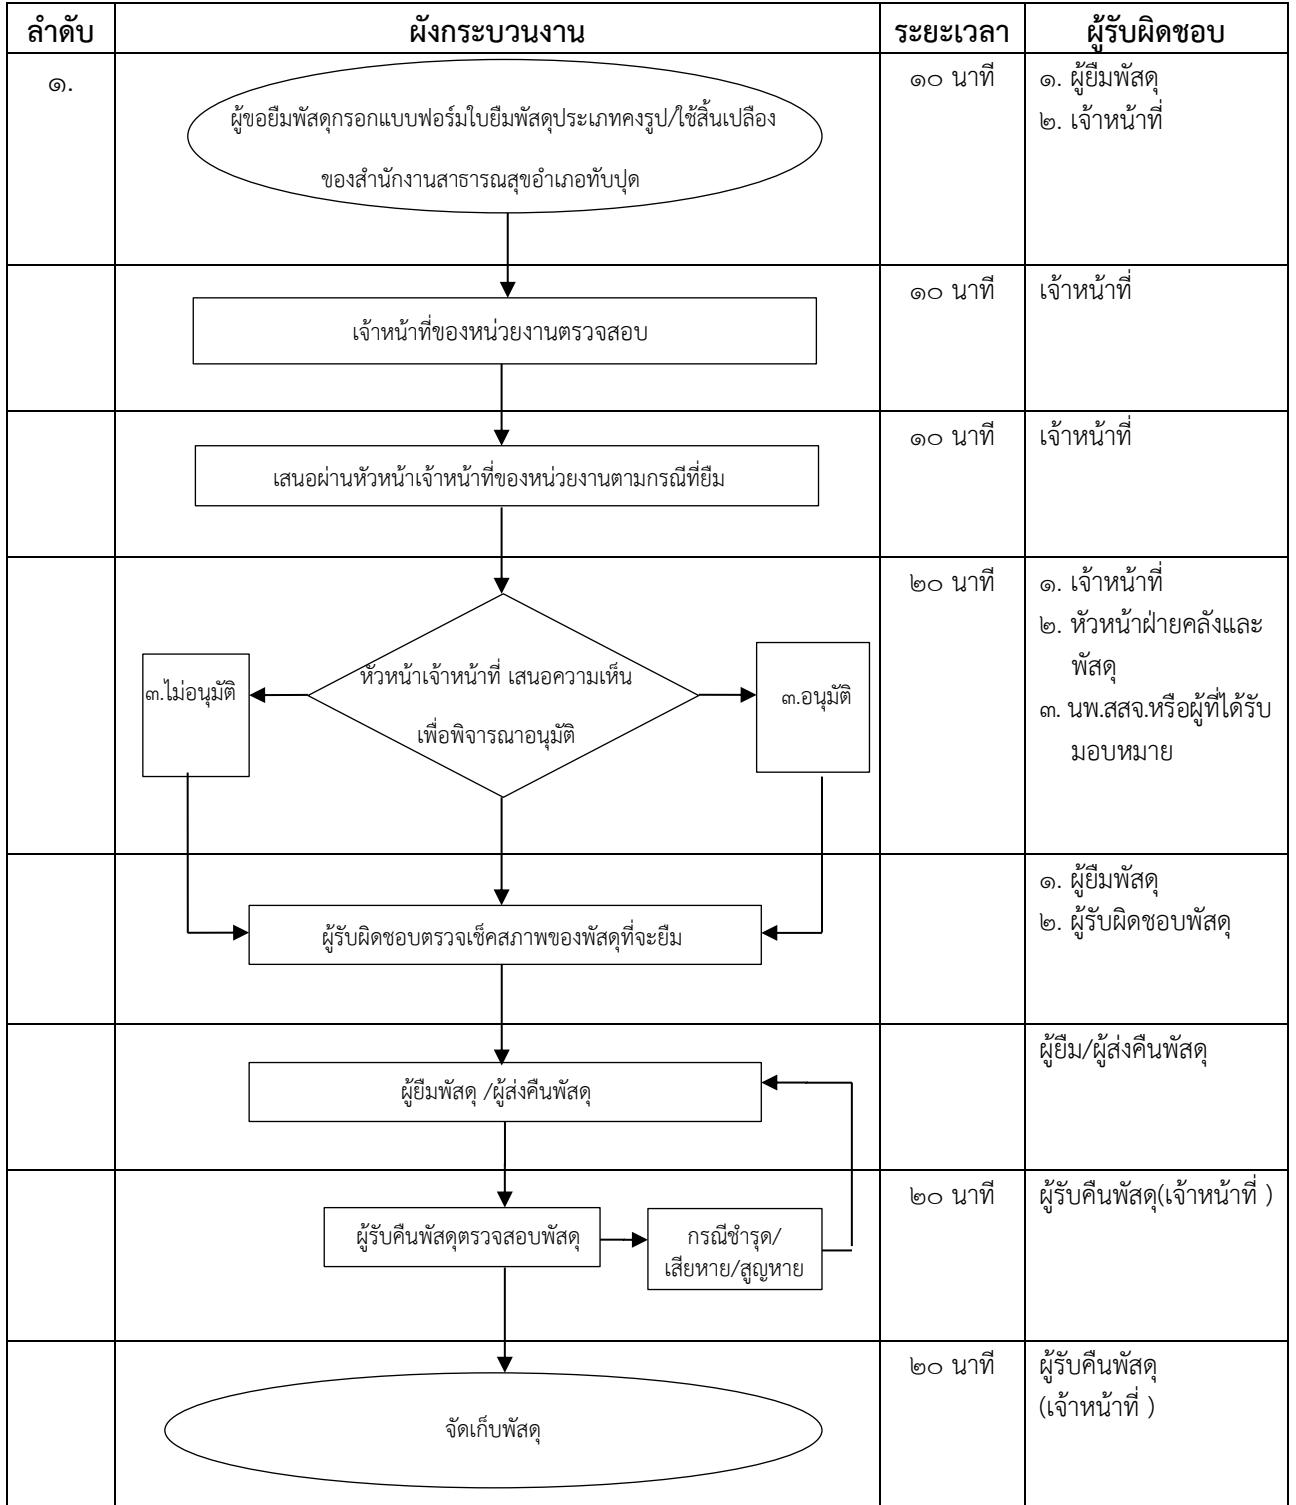 ลำดับ
ผังกระบวนงาน
ระยะเวลา
ผู้รับผิดชอบ
๑.
ผู้ขอยืมพัสดุกรอกแบบฟอร์มใบยืมพัสดุประเภทคงรูป/ใช้สิ้นเปลือง
ของสำนักงานสาธารณสุขอำเภอทับปุด
๑๐ นาที
๑. ผู้ยืมพัสดุ
๒. เจ้าหน้าที่
เจ้าหน้าที่ของหน่วยงานตรวจสอบ
๑๐ นาที
เจ้าหน้าที่
เสนอผ่านหัวหน้าเจ้าหน้าที่ของหน่วยงานตามกรณีที่ยืม
๑๐ นาที
เจ้าหน้าที่
๓.ไม่อนุมัติ
หัวหน้าเจ้าหน้าที่ เสนอความเห็น
เพื่อพิจารณาอนุมัติ
๓.อนุมัติ
๒๐ นาที
๑. เจ้าหน้าที่
๒. หัวหน้าฝ่ายคลังและ
พัสดุ
๓. นพ.สสจ.หรือผู้ที่ได้รับ
มอบหมาย
ผู้รับผิดชอบตรวจเช็คสภาพของพัสดุที่จะยืม
๑. ผู้ยืมพัสดุ
๒. ผู้รับผิดชอบพัสดุ
ผู้ยืมพัสดุ /ผู้ส่งคืนพัสดุ
ผู้ยืม/ผู้ส่งคืนพัสดุ
ผู้รับคืนพัสดุตรวจสอบพัสดุ
กรณีชำรุด/
เสียหาย/สูญหาย
๒๐ นาที
ผู้รับคืนพัสดุ(เจ้าหน้าที่ )
จัดเก็บพัสดุ
๒๐ นาที
ผู้รับคืนพัสดุ
(เจ้าหน้าที่ )